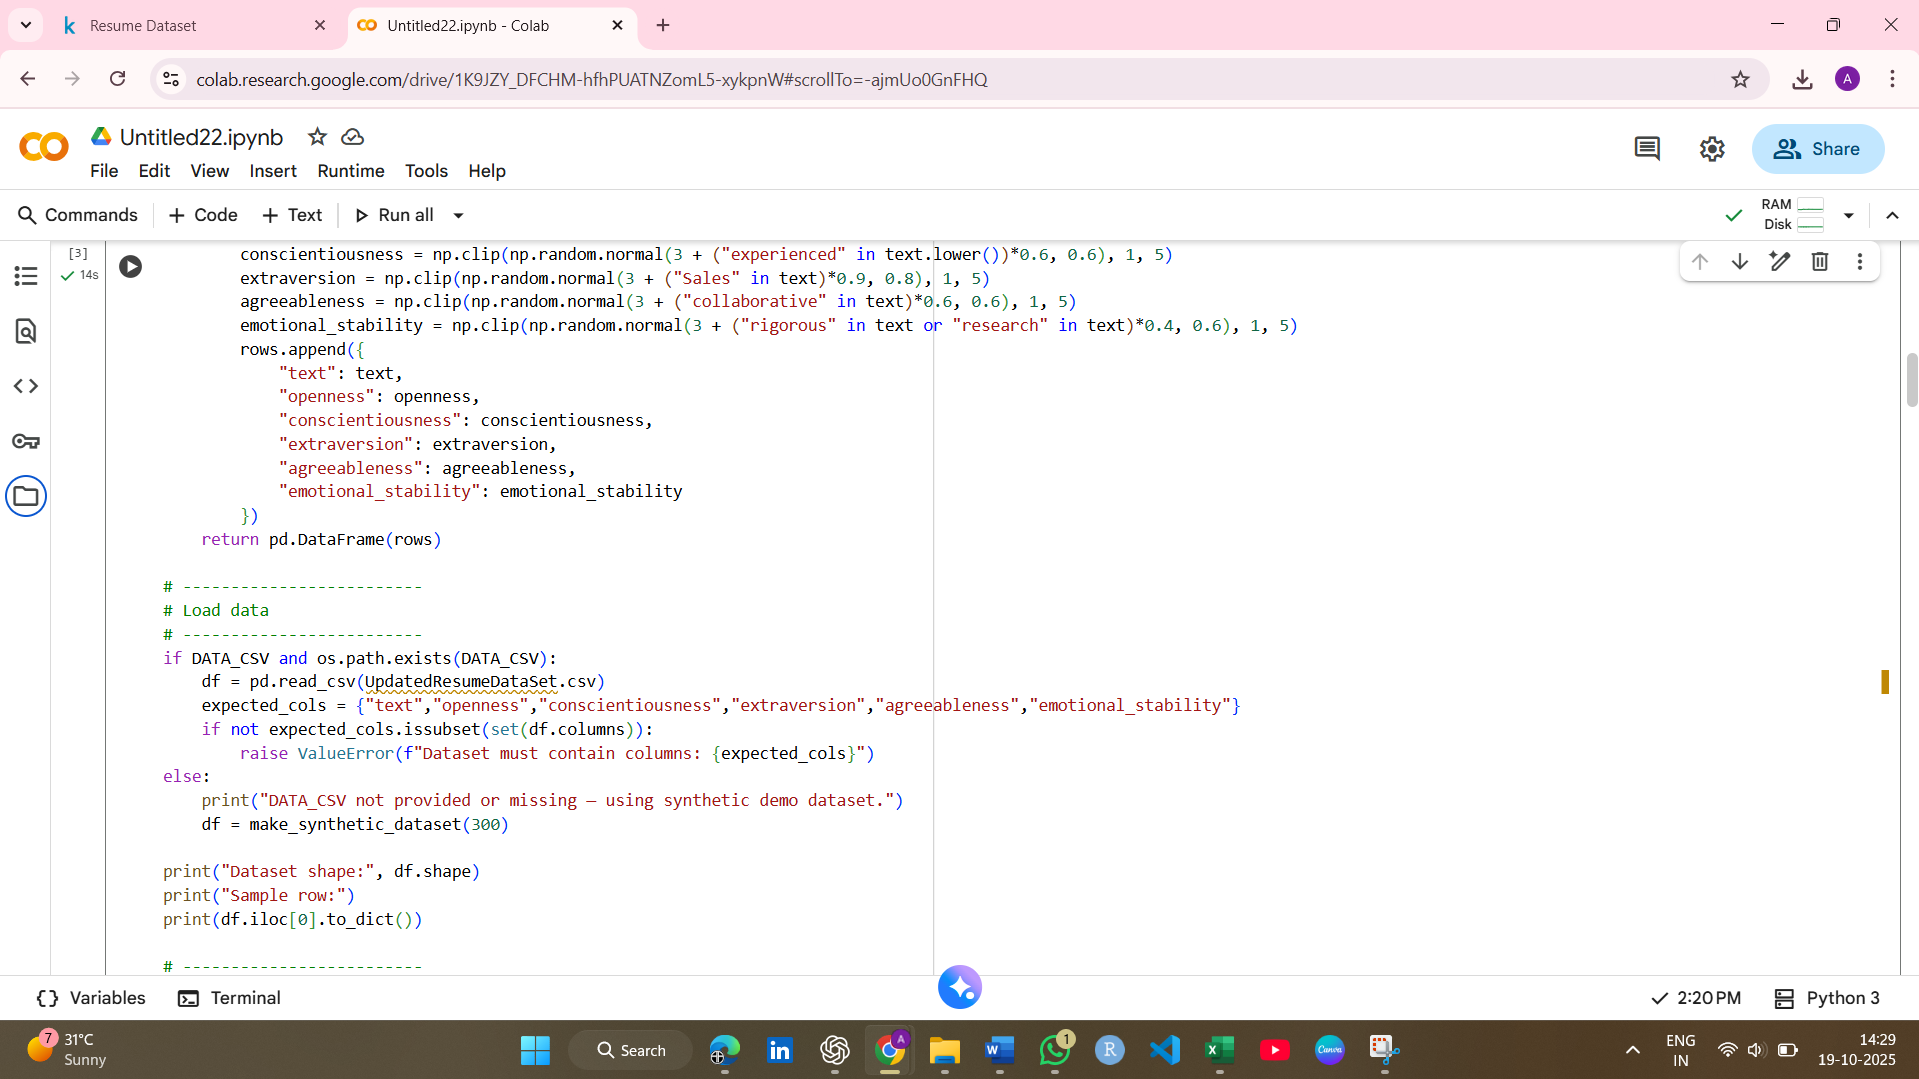 Resume Dataset
Untitled22.ipynb - Colab
colab.research.google.com/drive/1K9JZY_DFCHM-hfhPUATNZomL5-xykpnW#scrollTo=-ajmUo0GnFHQ
A
Untitled22.ipynb
File Edit View Insert Runtime Tools Help
Share
Commands + Code + Text Run all
RAM
Disk
[3]
14s
conscientiousness = np.clip(np.random.normal(3 + ("experienced" in text.lower())*0.6, 0.6), 1, 5)
extraversion = np.clip(np.random.normal(3 + ("Sales" in text)*0.9, 0.8), 1, 5)
agreeableness = np.clip(np.random.normal(3 + ("collaborative" in text)*0.6, 0.6), 1, 5)
emotional_stability = np.clip(np.random.normal(3 + ("rigorous" in text or "research" in text)*0.4, 0.6), 1, 5)
rows.append({
"text": text,
"openness": openness,
"conscientiousness": conscientiousness,
"extraversion": extraversion,
"agreeableness": agreeableness,
"emotional_stability": emotional_stability
})
return pd.DataFrame(rows)
# -------------------------
# Load data
# -------------------------
if DATA_CSV and os.path.exists(DATA_CSV):
df = pd.read_csv(UpdatedResumeDataSet.csv)
expected_cols = {"text","openness","conscientiousness","extraversion","agreeableness","emotional_stability"}
if not expected_cols.issubset(set(df.columns)):
raise ValueError(f"Dataset must contain columns: {expected_cols}")
else:
print("DATA_CSV not provided or missing — using synthetic demo dataset.")
df = make_synthetic_dataset(300)
print("Dataset shape:", df.shape)
print("Sample row:")
print(df.iloc[0].to_dict())
# -------------------------
Variables Terminal
2:20 PM Python 3
7
31°C
Sunny
Search
A
1
R
Canva
ENG
IN
14:29
19-10-2025